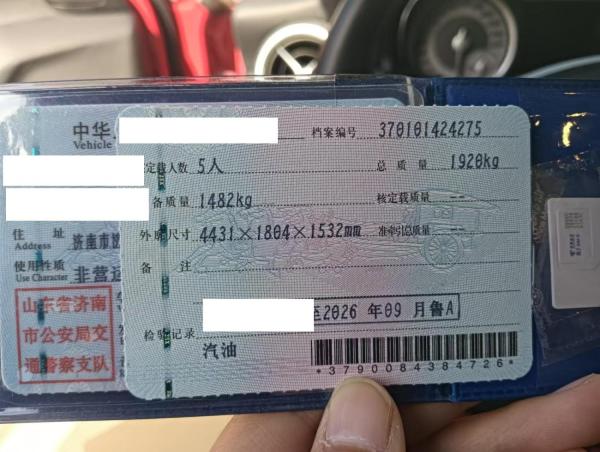 中华
Vehicle
档案编号 370101424275
定载人数 5人 总质量 1920kg
备质量 1482kg 核定载质量 --
外廓尺寸 4431×1804×1532mm 准牵引总质量 --
住址 济南市
Address
使用性质 非营运
Use Character
备注
山东省济南
市公安局交
通警察支队
至2026年09月鲁A
检验记录
汽油
*3790084384726*